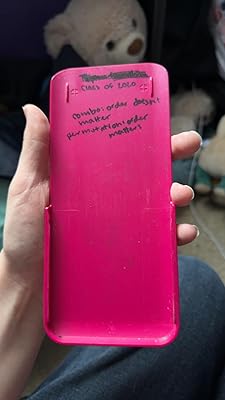 CLASS OF 2020
combo: order doesn't
matter
permutation: order
matters